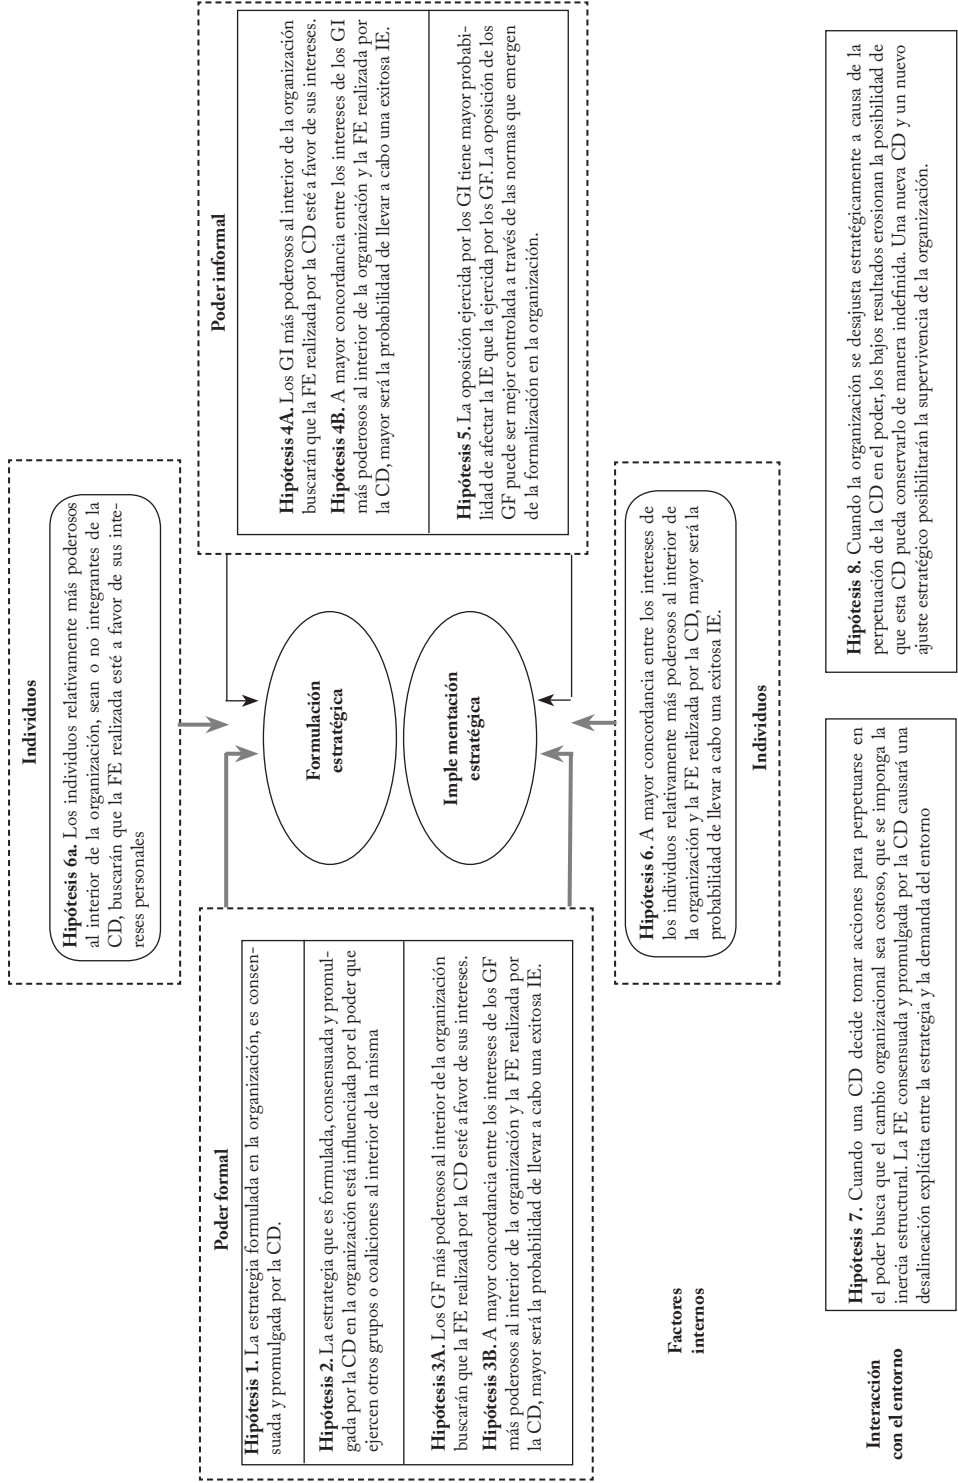 Individuos
Hipótesis 6a. Los individuos relativamente más poderosos
al interior de la organización, sean o no integrantes de la
CD, buscarán que la FE realizada esté a favor de sus inte-
reses personales
Poder formal
Hipótesis 1. La estrategia formulada en la organización, es consen-
suada y promulgada por la CD.
Hipótesis 2. La estrategia que es formulada, consensuada y promul-
gada por la CD en la organización está influenciada por el poder que
ejercen otros grupos o coaliciones al interior de la misma
Hipótesis 3A. Los GF más poderosos al interior de la organización
buscarán que la FE realizada por la CD esté a favor de sus intereses.
Hipótesis 3B. A mayor concordancia entre los intereses de los GF
más poderosos al interior de la organización y la FE realizada por
la CD, mayor será la probabilidad de llevar a cabo una exitosa IE.
Formulación
estratégica
Imple mentación
estratégica
Poder informal
Hipótesis 4A. Los GI más poderosos al interior de la organización
buscarán que la FE realizada por la CD esté a favor de sus intereses.
Hipótesis 4B. A mayor concordancia entre los intereses de los GI
más poderosos al interior de la organización y la FE realizada por
la CD, mayor será la probabilidad de llevar a cabo una exitosa IE.
Hipótesis 5. La oposición ejercida por los GI tiene mayor probabi-
lidad de afectar la IE que la ejercida por los GF. La oposición de los
GF puede ser mejor controlada a través de las normas que emergen
de la formalización en la organización.
Hipótesis 6. A mayor concordancia entre los intereses de
los individuos relativamente más poderosos al interior de
la organización y la FE realizada por la CD, mayor será la
probabilidad de llevar a cabo una exitosa IE.
Individuos
Factores
internos
Interacción
con el entorno
Hipótesis 7. Cuando una CD decide tomar acciones para perpetuarse en
el poder busca que el cambio organizacional sea costoso, que se imponga la
inercia estructural. La FE consensuada y promulgada por la CD causará una
desalineación explícita entre la estrategia y la demanda del entorno
Hipótesis 8. Cuando la organización se desajusta estratégicamente a causa de la
perpetuación de la CD en el poder, los bajos resultados erosionan la posibilidad de
que esta CD pueda conservarlo de manera indefinida. Una nueva CD y un nuevo
ajuste estratégico posibilitarán la supervivencia de la organización.